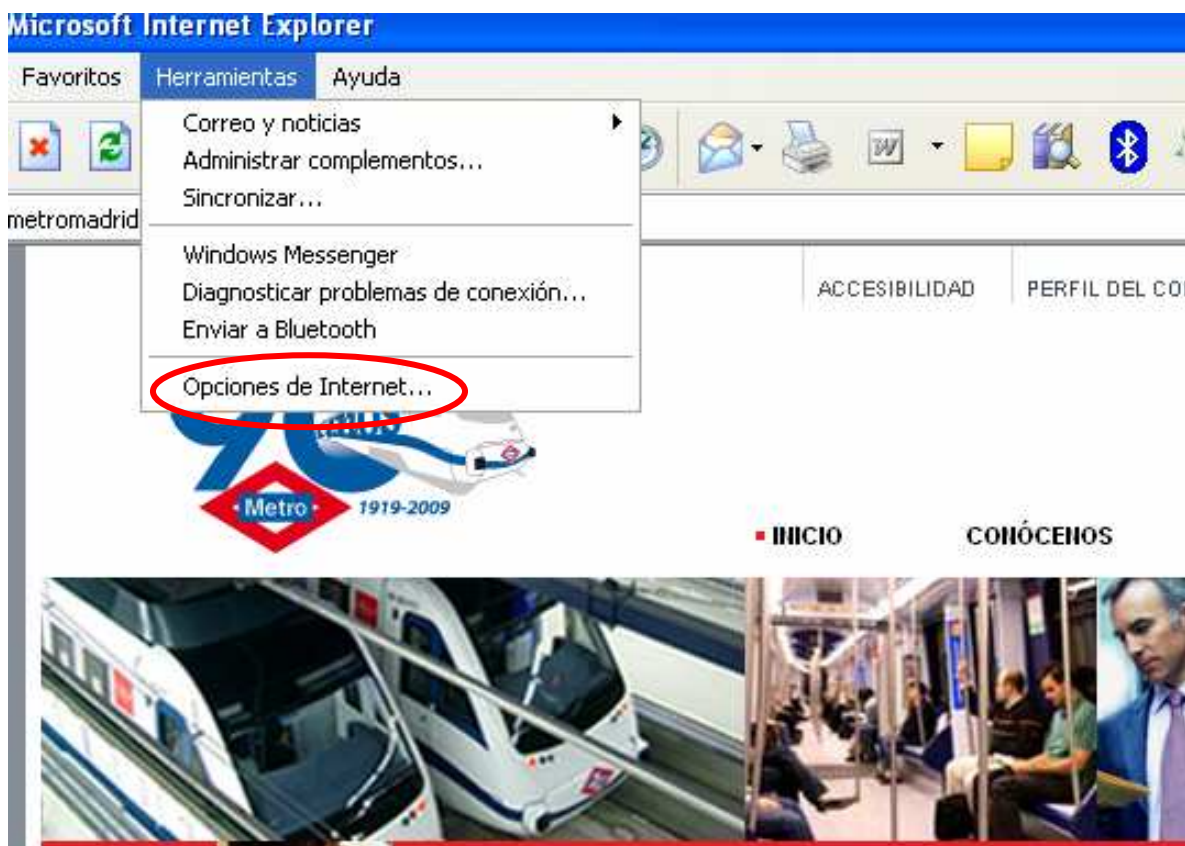 Microsoft Internet Explorer
Favoritos Herramientas Ayuda
Correo y noticias
Administrar complementos...
Sincronizar...
metromadrid
Windows Messenger
Diagnosticar problemas de conexión...
Enviar a Bluetooth
Opciones de Internet...
ACCESIBILIDAD PERFIL DEL
90
Metro 1919-2009
INICIO CONÓCENOS